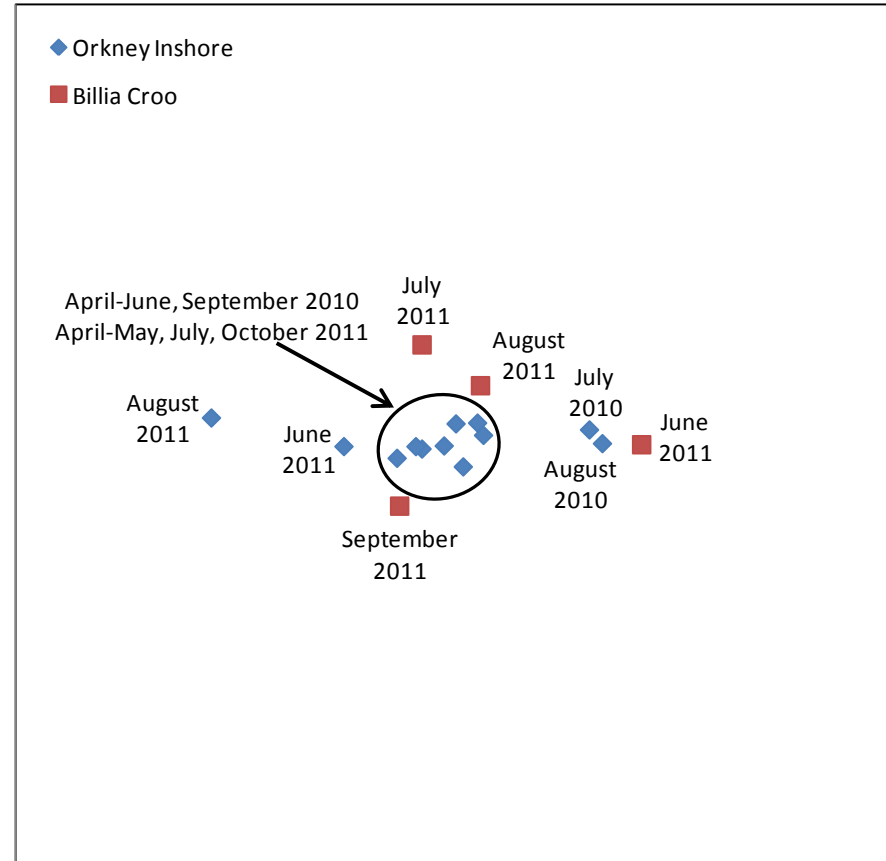 Orkney Inshore
Billia Croo
April-June, September 2010
April-May, July, October 2011
July
2011
August
2011
July
2010
August
2011
June
2011
August
2010
June
2011
September
2011